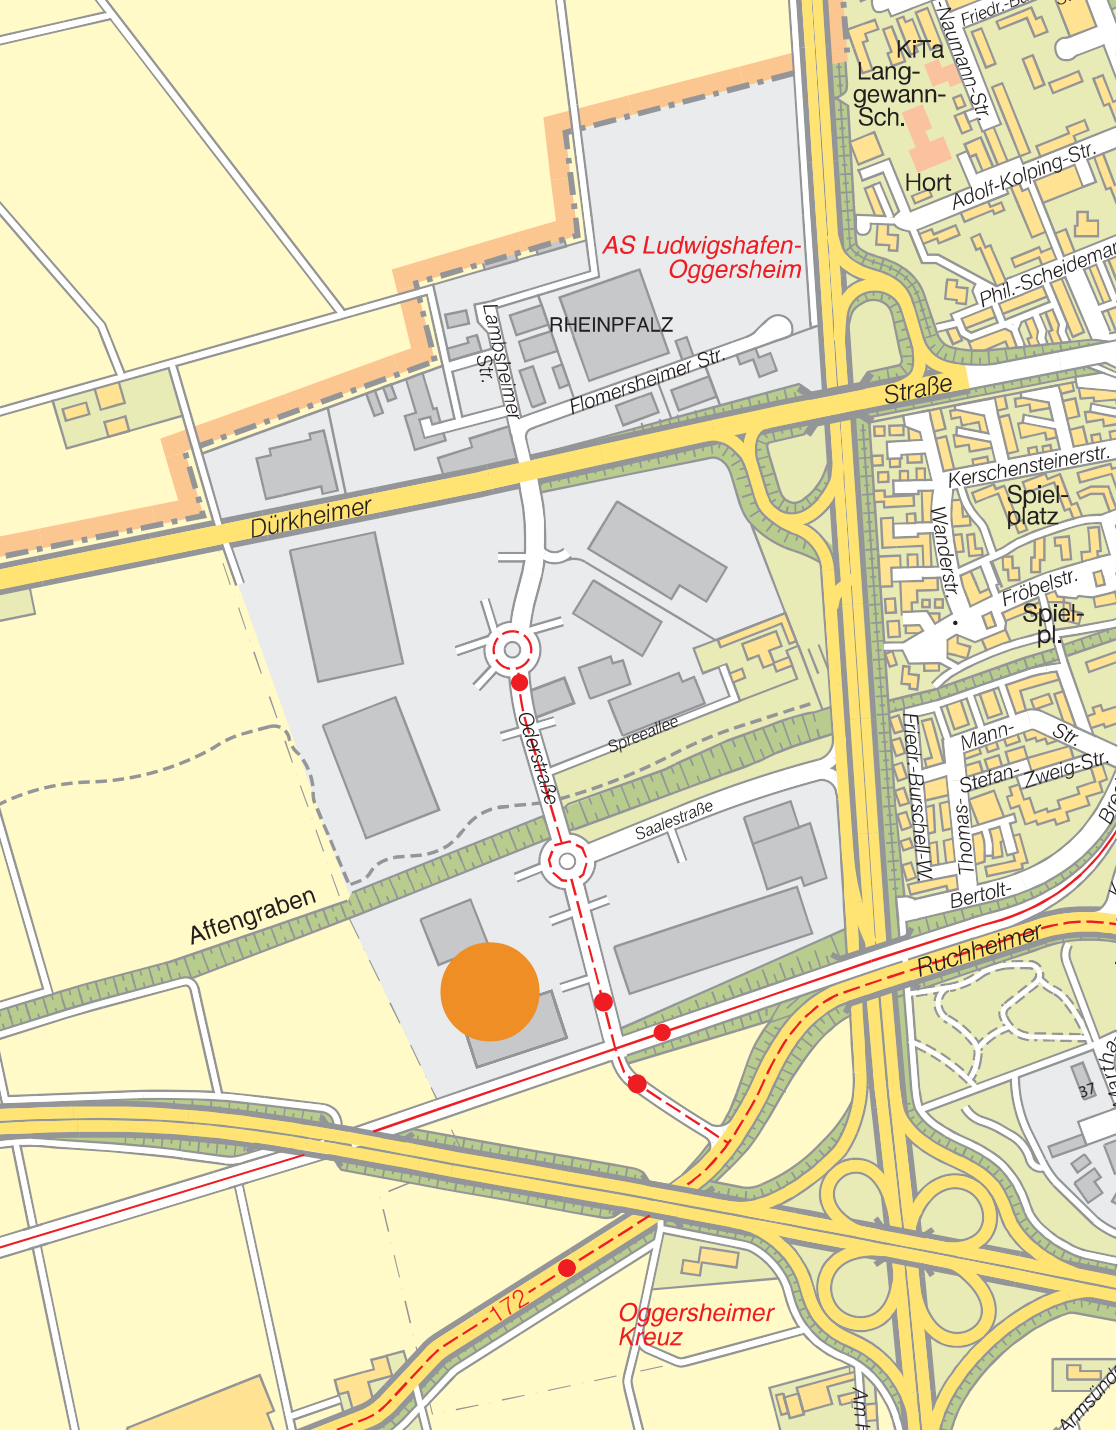 Friedr.-
-Naumann-Str.
KiTa
Lang-
gewann-
Sch.
Hort
Adolf-Kolping-Str.
AS Ludwigshafen-
Oggersheim
RHEINPFALZ
Lambsheimer
Str.
Flomersheimer Str.
Straße
Dürkheimer
Kerschensteinerstr.
Spiel-
platz
Wanderstr.
Fröbelstr.
Spiel-
pl.
Oderstraße
Spreeallee
Friedr.-Burschell-W.
Mann-
Str.
Stefan-
Zweig-Str.
Thomas-
Saalestraße
Bertolt-
Affengraben
Ruchheimer
37
172
Oggersheimer
Kreuz